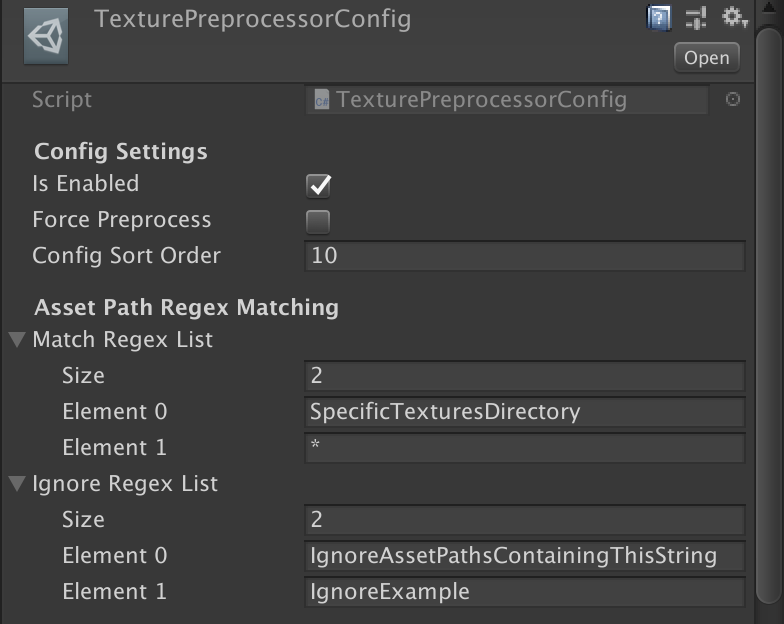 TexturePreprocessorConfig
Open
Script C# TexturePreprocessorConfig
Config Settings
Is Enabled
Force Preprocess
Config Sort Order 10
Asset Path Regex Matching
Match Regex List
Size 2
Element 0 SpecificTexturesDirectory
Element 1 *
Ignore Regex List
Size 2
Element 0 IgnoreAssetPathsContainingThisString
Element 1 IgnoreExample